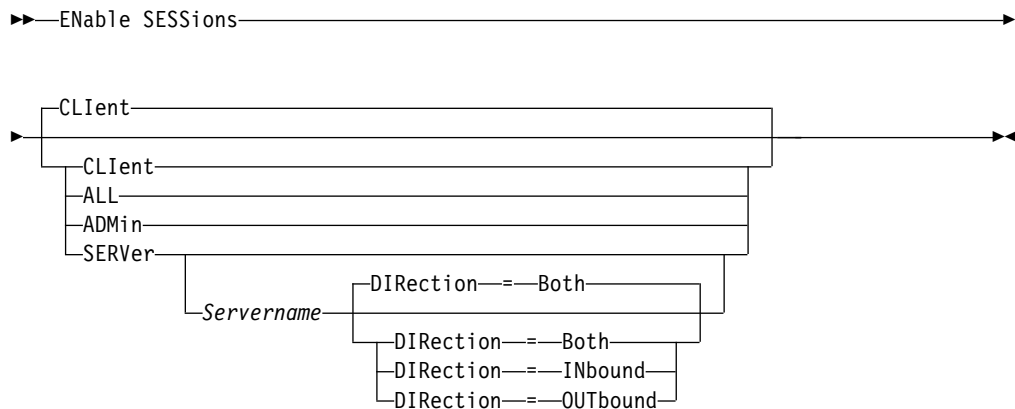 ENable SESSions
CLIent
CLIent
ALL
ADMin
SERVer
DIRection = Both
Servername
DIRection = Both
DIRection = INbound
DIRection = OUTbound